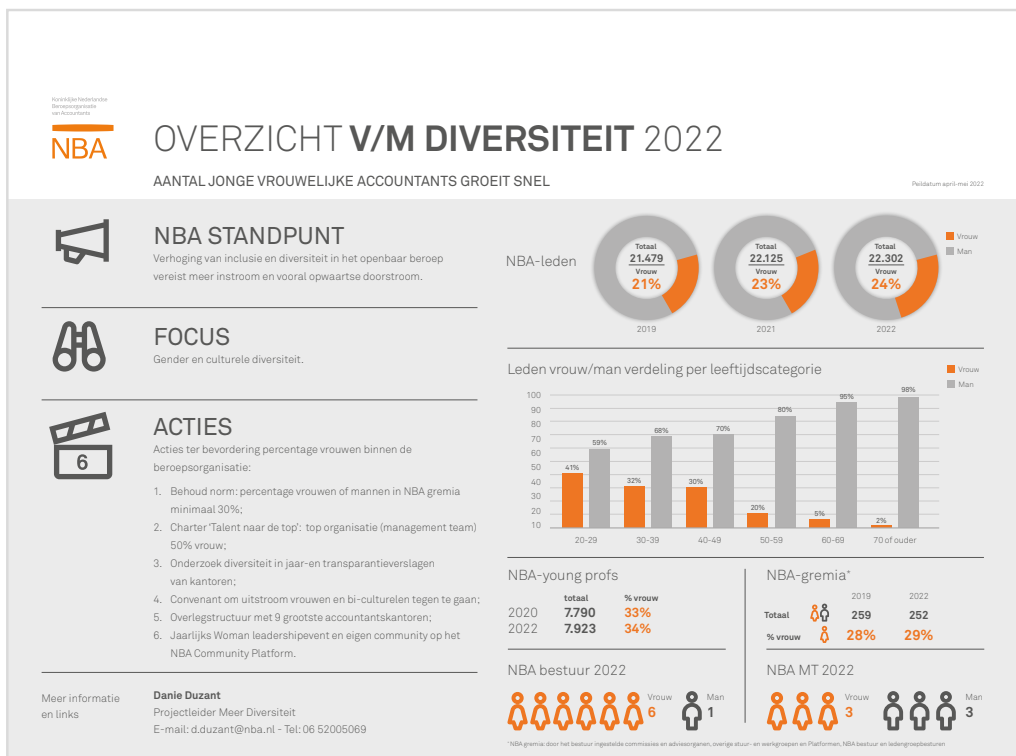 Koninklijke Nederlandse
Beroepsorganisatie
van Accountants
NBA
OVERZICHT V/M DIVERSITEIT 2022
AANTAL JONGE VROUWELIJKE ACCOUNTANTS GROEIT SNEL
Peildatum april-mei 2022
NBA STANDPUNT
Verhoging van inclusie en diversiteit in het openbaar beroep
vereist meer instroom en vooral opwaartse doorstroom.
FOCUS
Gender en culturele diversiteit.
6
ACTIES
Acties ter bevordering percentage vrouwen binnen de
beroepsorganisatie:
1. Behoud norm: percentage vrouwen of mannen in NBA gremia
minimaal 30%;
2. Charter 'Talent naar de top': top organisatie (management team)
50% vrouw;
3. Onderzoek diversiteit in jaar-en transparantieverslagen
van kantoren;
4. Convenant om uitstroom vrouwen en bi-culturelen tegen te gaan;
5. Overlegstructuur met 9 grootste accountantskantoren;
6. Jaarlijks Woman leadershipevent en eigen community op het
NBA Community Platform.
Meer informatie
en links
Danie Duzant
Projectleider Meer Diversiteit
E-mail: d.duzant@nba.nl - Tel: 06 52005069
NBA-leden
Totaal
21.479
Vrouw
21%
2019
Totaal
22.125
Vrouw
23%
2021
Totaal
22.302
Vrouw
24%
2022
Vrouw
Man
Leden vrouw/man verdeling per leeftijdscategorie
Vrouw
Man
100
90
80
70
60
50
40
30
20
10
41% 59%
32% 68%
30% 70%
20% 80%
5% 95%
2% 98%
20-29 30-39 40-49 50-59 60-69 70 of ouder
NBA-young profs
totaal % vrouw
2020 7.790 33%
2022 7.923 34%
NBA-gremia*
2019 2022
Totaal 259 252
% vrouw 28% 29%
NBA bestuur 2022
Vrouw
6
Man
1
NBA MT 2022
Vrouw
3
Man
3
*NBA gremia: door het bestuur ingestelde commissies en adviesorganen, overige stuur- en werkgroepen en Platformen, NBA bestuur en ledengroepbesturen